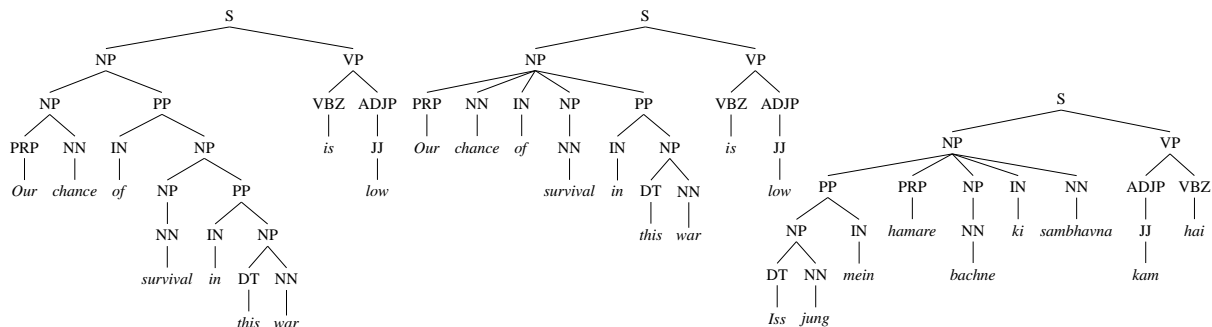 S S
NP VP NP VP
NP PP VBZ ADJP PRP NN IN NP PP VBZ ADJP S
PRP NN IN NP is JJ Our chance of NN IN NP is JJ NP VP
Our chance of NP PP low survival in DT NN low PP PRP NP IN NN ADJP VBZ
NN IN NP this war NP IN hamare NN ki sambhavna JJ hai
survival in DT NN DT NN mein bachne kam
this war Iss jung